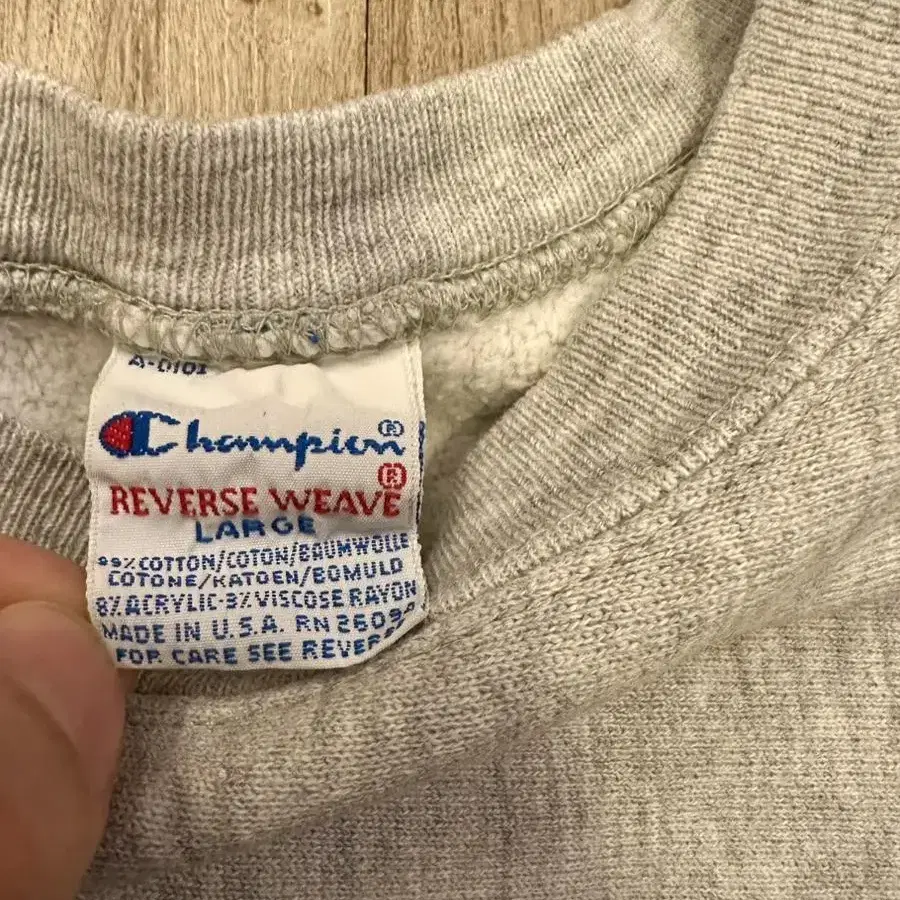 A-0101
Champion®
REVERSE WEAVE®
LARGE
89% COTTON/COTON/BAUMWOLLE
COTONE/KATOEN/BOMULD
8% ACRYLIC-3% VISCOSE RAYON
MADE IN U.S.A. RN 26094
FOR CARE SEE REVERSE